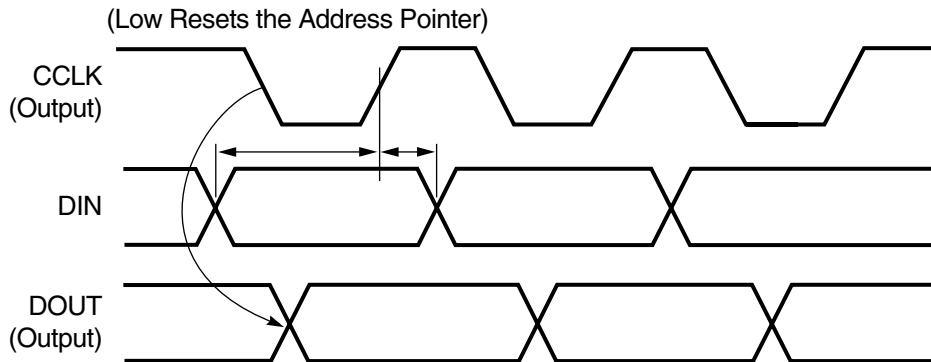 (Low Resets the Address Pointer)
CCLK
(Output)
DIN
DOUT
(Output)